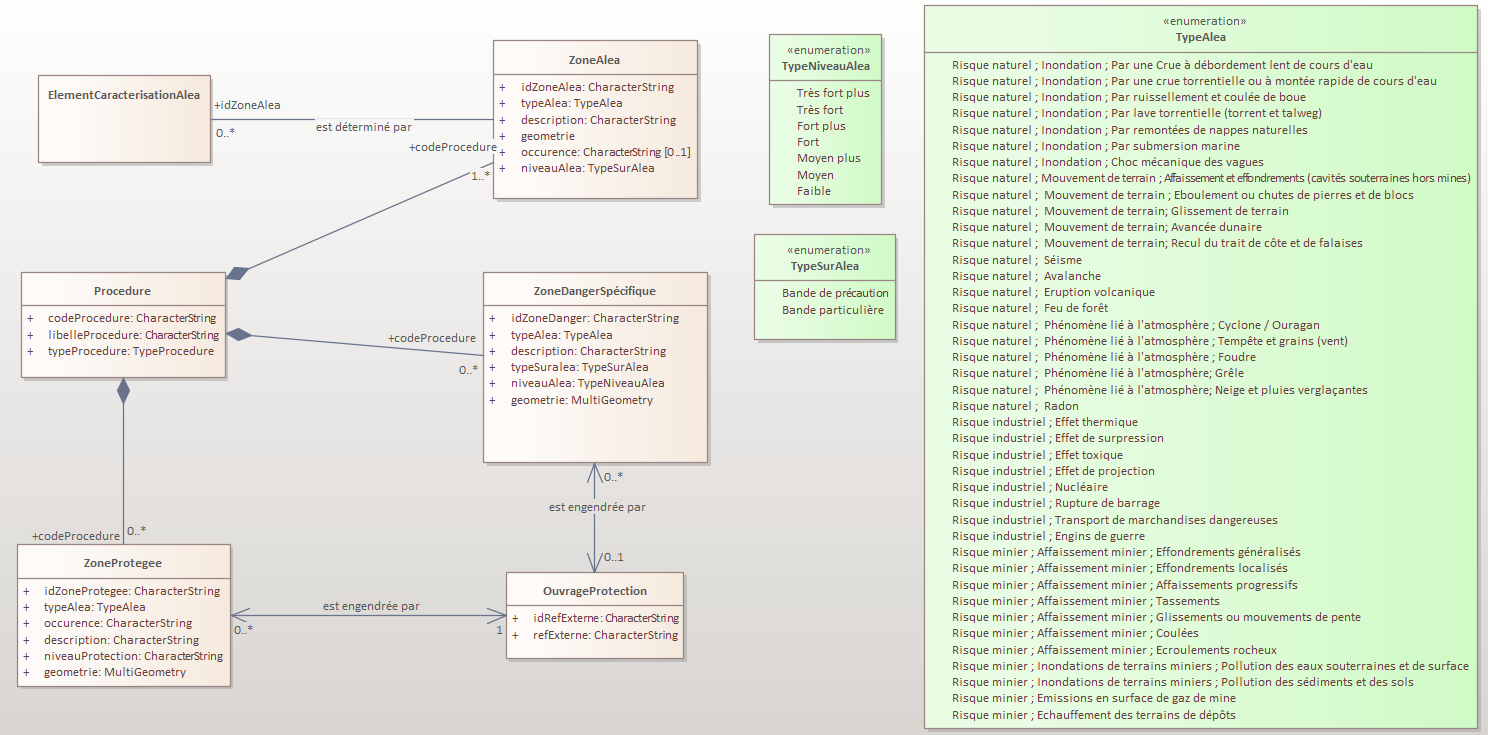 ElementCaracterisationAlea
+idZoneAlea
0..*
est déterminé par
+codeProcedure
1..*
ZoneAlea
+ idZoneAlea: CharacterString
+ typeAlea: TypeAlea
+ description: CharacterString
+ geometrie
+ occurence: CharacterString [0..1]
+ niveauAlea: TypeSurAlea
Procedure
+ codeProcedure: CharacterString
+ libelleProcedure: CharacterString
+ typeProcedure: TypeProcedure
+codeProcedure
0..*
ZoneDangerSpécifique
+ idZoneDanger: CharacterString
+ typeAlea: TypeAlea
+ description: CharacterString
+ typeSuralea: TypeSurAlea
+ niveauAlea: TypeNiveauAlea
+ geometrie: MultiGeometry
0..*
est engendrée par
0..1
+codeProcedure
0..*
ZoneProtegee
+ idZoneProtegee: CharacterString
+ typeAlea: TypeAlea
+ occurence: CharacterString
+ description: CharacterString
+ niveauProtection: CharacterString
+ geometrie: MultiGeometry
est engendrée par
0..*
1
OuvrageProtection
+ idRefExterne: CharacterString
+ refExterne: CharacterString
«enumeration»
TypeNiveauAlea
Très fort plus
Très fort
Fort plus
Fort
Moyen plus
Moyen
Faible
«enumeration»
TypeSurAlea
Bande de précaution
Bande particulière
«enumeration»
TypeAlea
Risque naturel ; Inondation ; Par une Crue à débordement lent de cours d'eau
Risque naturel ; Inondation ; Par une crue torrentielle ou à montée rapide de cours d'eau
Risque naturel ; Inondation ; Par ruissellement et coulée de boue
Risque naturel ; Inondation ; Par lave torrentielle (torrent et talweg)
Risque naturel ; Inondation ; Par remontées de nappes naturelles
Risque naturel ; Inondation ; Par submersion marine
Risque naturel ; Inondation ; Choc mécanique des vagues
Risque naturel ; Mouvement de terrain ; Affaissement et effondrements (cavités souterraines hors mines)
Risque naturel ; Mouvement de terrain ; Eboulement ou chutes de pierres et de blocs
Risque naturel ; Mouvement de terrain; Glissement de terrain
Risque naturel ; Mouvement de terrain; Avancée dunaire
Risque naturel ; Mouvement de terrain; Recul du trait de côte et de falaises
Risque naturel ; Séisme
Risque naturel ; Avalanche
Risque naturel ; Eruption volcanique
Risque naturel ; Feu de forêt
Risque naturel ; Phénomène lié à l'atmosphère ; Cyclone / Ouragan
Risque naturel ; Phénomène lié à l'atmosphère ; Tempête et grains (vent)
Risque naturel ; Phénomène lié à l'atmosphère ; Foudre
Risque naturel ; Phénomène lié à l'atmosphère; Grêle
Risque naturel ; Phénomène lié à l'atmosphère; Neige et pluies verglaçantes
Risque naturel ; Radon
Risque industriel ; Effet thermique
Risque industriel ; Effet de surpression
Risque industriel ; Effet toxique
Risque industriel ; Effet de projection
Risque industriel ; Nucléaire
Risque industriel ; Rupture de barrage
Risque industriel ; Transport de marchandises dangereuses
Risque industriel ; Engins de guerre
Risque minier ; Affaissement minier ; Effondrements généralisés
Risque minier ; Affaissement minier ; Effondrements localisés
Risque minier ; Affaissement minier ; Affaissements progressifs
Risque minier ; Affaissement minier ; Tassements
Risque minier ; Affaissement minier ; Glissements ou mouvements de pente
Risque minier ; Affaissement minier ; Coulées
Risque minier ; Affaissement minier ; Ecroulements rocheux
Risque minier ; Inondations de terrains miniers ; Pollution des eaux souterraines et de surface
Risque minier ; Inondations de terrains miniers ; Pollution des sédiments et des sols
Risque minier ; Emissions en surface de gaz de mine
Risque minier ; Echauffement des terrains de dépôts